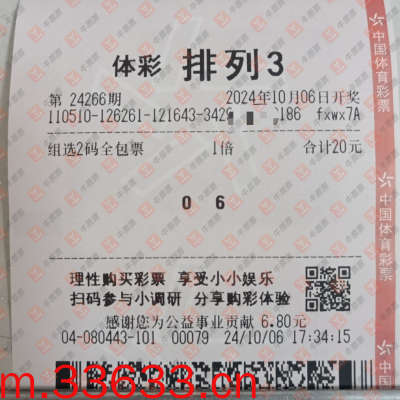 体彩 排列3
第 24266期 2024年10月06日开奖
110510-126261-121643-3429 186 fxwx7A
组选2码全包票 1倍 合计20元
0 6
理性购买彩票 享受小小娱乐
扫码参与小调研 分享购彩体验
感谢您为公益事业贡献 6.80元
04-080443-101 00079 24/10/06 17:34:15
m.33633.cn
中国体育彩票
中国体育彩票